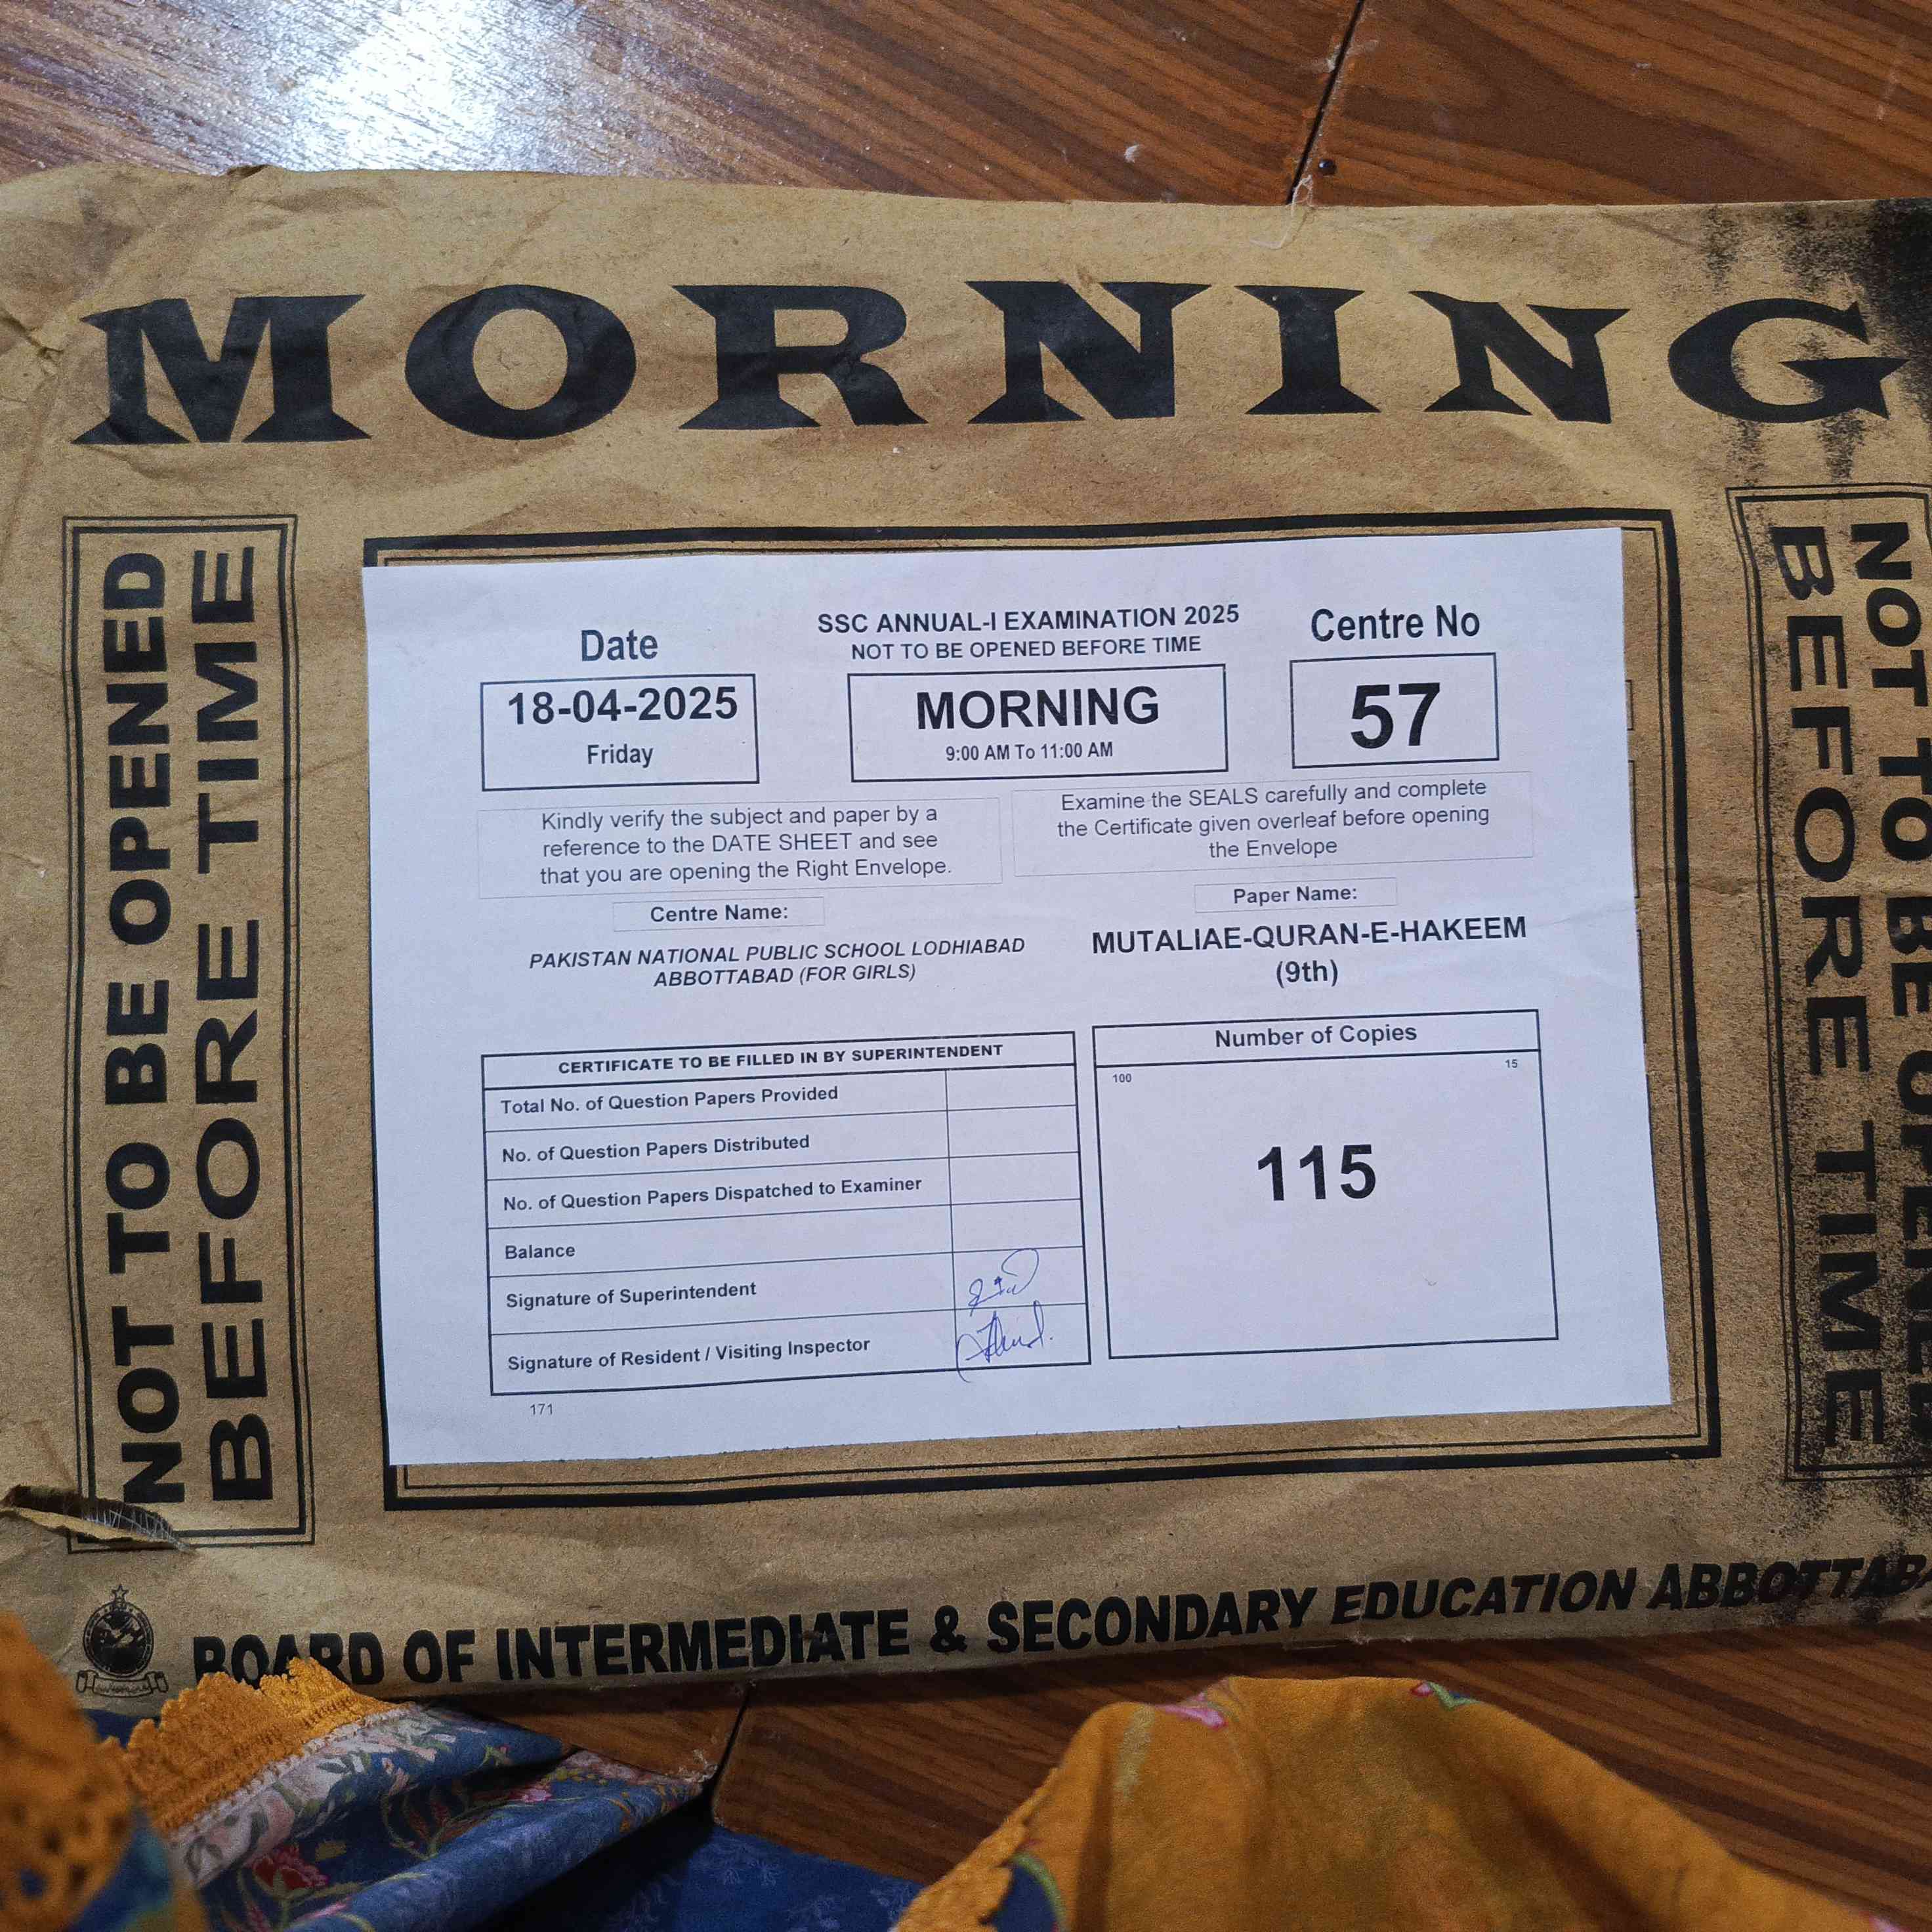 MORNING
NOT TO BE OPENED
BEFORE TIME
SSC ANNUAL-I EXAMINATION 2025
NOT TO BE OPENED BEFORE TIME
Date
18-04-2025
Friday
MORNING
9:00 AM To 11:00 AM
Centre No
57
Kindly verify the subject and paper by a
reference to the DATE SHEET and see
that you are opening the Right Envelope.
Examine the SEALS carefully and complete
the Certificate given overleaf before opening
the Envelope
Centre Name:
PAKISTAN NATIONAL PUBLIC SCHOOL LODHIABAD
ABBOTTABAD (FOR GIRLS)
Paper Name:
MUTALIAE-QURAN-E-HAKEEM
(9th)
CERTIFICATE TO BE FILLED IN BY SUPERINTENDENT
Total No. of Question Papers Provided
No. of Question Papers Distributed
No. of Question Papers Dispatched to Examiner
Balance
Signature of Superintendent
Signature of Resident / Visiting Inspector
171
Number of Copies
100 15
115
NOT TO BE OPENED
BEFORE TIME
BOARD OF INTERMEDIATE & SECONDARY EDUCATION ABBOTTABA